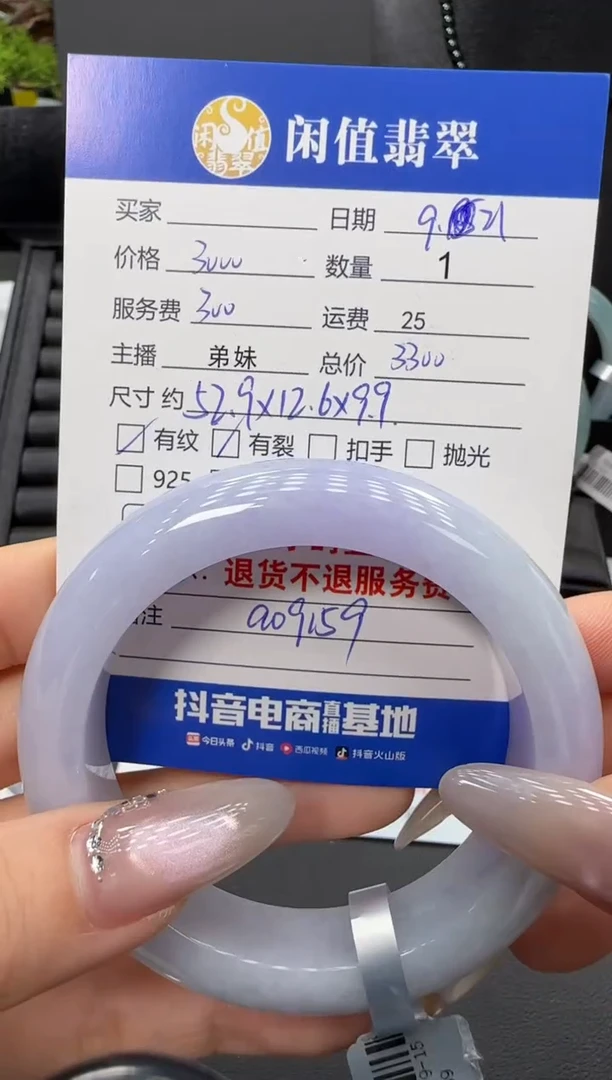 闲值翡翠 闲值翡翠
买家 日期 9. 21
价格 3000 数量 1
服务费 300 运费 25
主播 弟妹 总价 3300
尺寸 约 52.9X12.6X9.9
有纹 有裂 扣手 抛光
925
退货不退服务费
注 a09159
抖音电商直播基地
今日头条 抖音 西瓜视频 抖音火山版